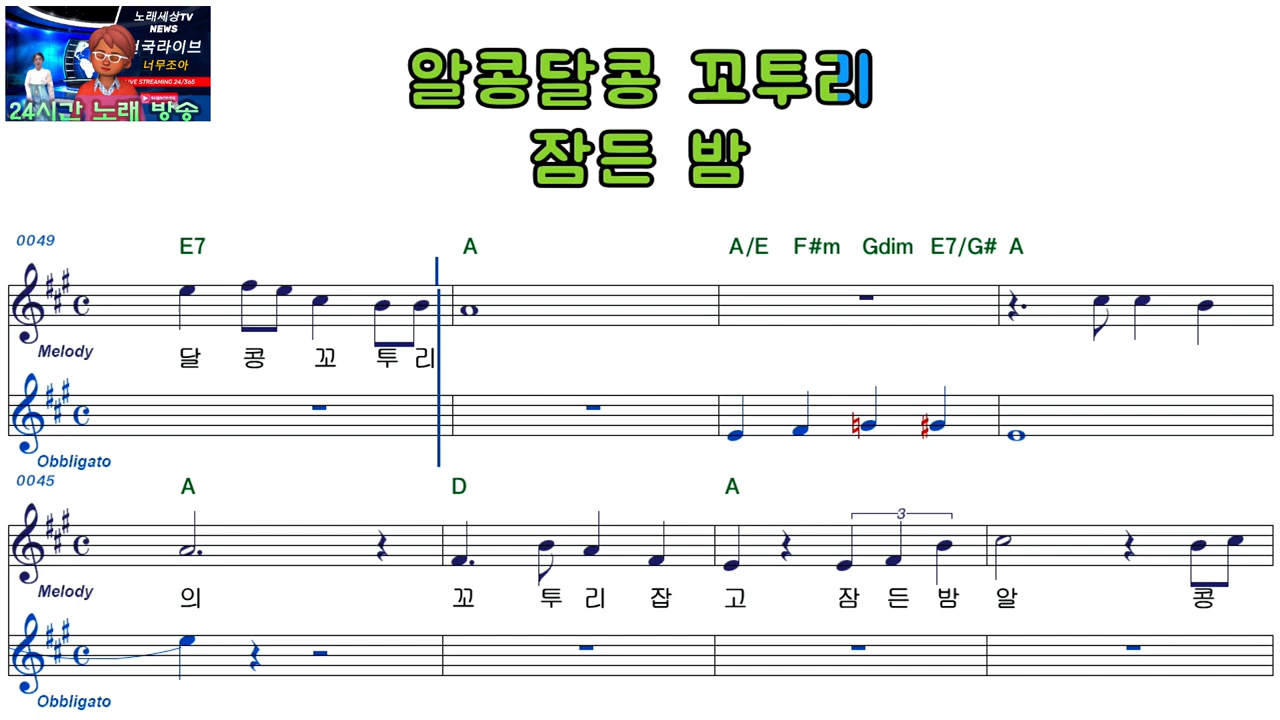 노래세상TV
NEWS
전국라이브
너무조아
LIVE STREAMING 24/365
24시간 노래 방송
알콩달콩 꼬투리
잠든 밤
0049
E7 A A/E F#m Gdim E7/G# A
Melody
달 콩 꼬 투 리
Obbligato
0045
A D A
3
Melody
의 꼬 투 리 잡 고 잠 든 밤 알 콩
Obbligato